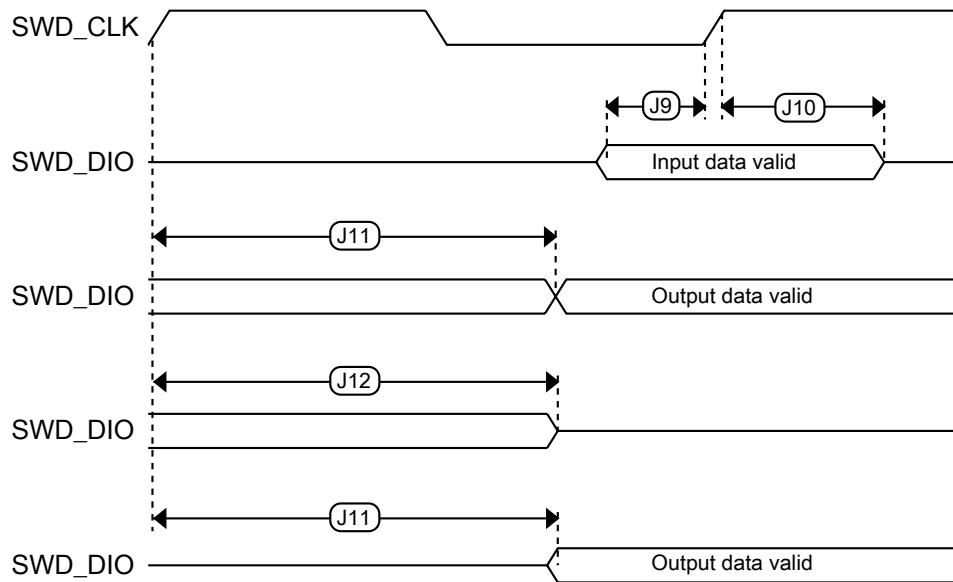 SWD_CLK
J9
J10
SWD_DIO
Input data valid
J11
SWD_DIO
Output data valid
J12
SWD_DIO
J11
SWD_DIO
Output data valid